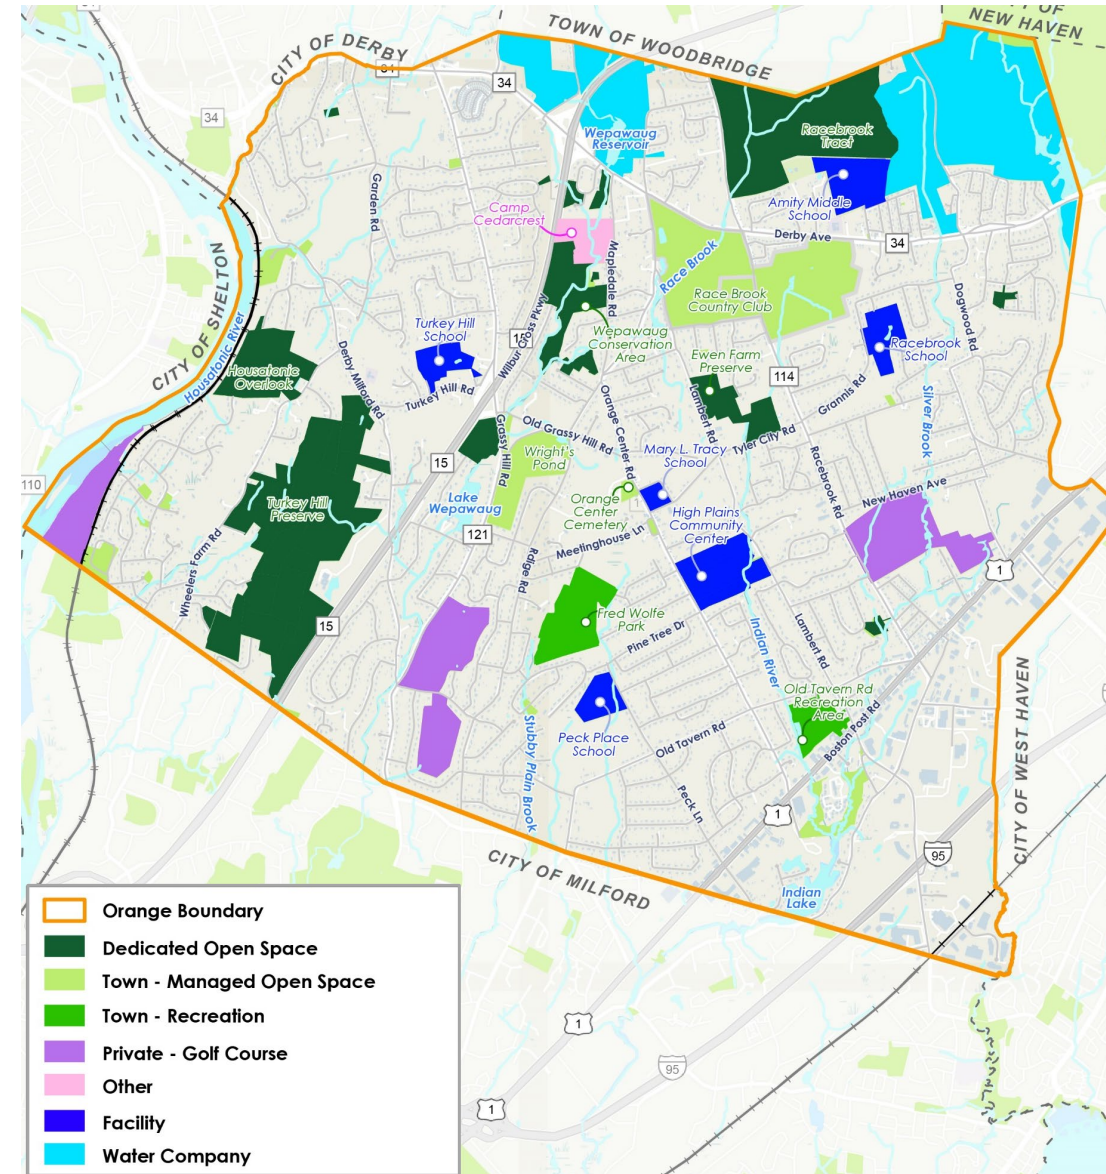 CITY OF
NEW HAVEN
TOWN OF WOODBRIDGE
CITY OF DERBY
34
34
34
Wepawaug
Reservoir
Racebrook
Tract
Garden Rd
Camp
Cedarcrest
Amity Middle
School
Derby Ave
34
Mapledale Rd
Race Brook
CITY OF SHELTON
Housatonic River
Race Brook
Country Club
Dogwood Rd
Turkey Hill
School
15
Wilbur Cross Pkwy
Wepawaug
Conservation
Area
Racebrook
School
Housatonic
Overlook
Derby Milford Rd
Ewen Farm
Preserve
114
Turkey Hill Rd
Lambert Rd
Grannis Rd
Silver Brook
Orange Center Rd
Grassy Hill Rd
Old Grassy Hill Rd
Tyler City Rd
Wright's
Pond
Mary L. Tracy
School
Racebrook Rd
15
110
Turkey Hill
Preserve
Lake
Wepawaug
Orange
Center
Cemetery
New Haven Ave
High Plains
Community
Center
121
Meetinghouse Ln
Wheelers Farm Rd
Ridge Rd
1
15
Fred Wolfe
Park
Pine Tree Dr
Indian River
Lambert Rd
Old Tavern Rd
Recreation
Area
CITY OF WEST HAVEN
Peck Place
School
Stubby Plain Brook
Old Tavern Rd
Boston Post Rd
Peck Ln
1
95
CITY OF MILFORD
Indian
Lake
1
95
1
Orange Boundary
Dedicated Open Space
Town - Managed Open Space
Town - Recreation
Private - Golf Course
Other
Facility
Water Company